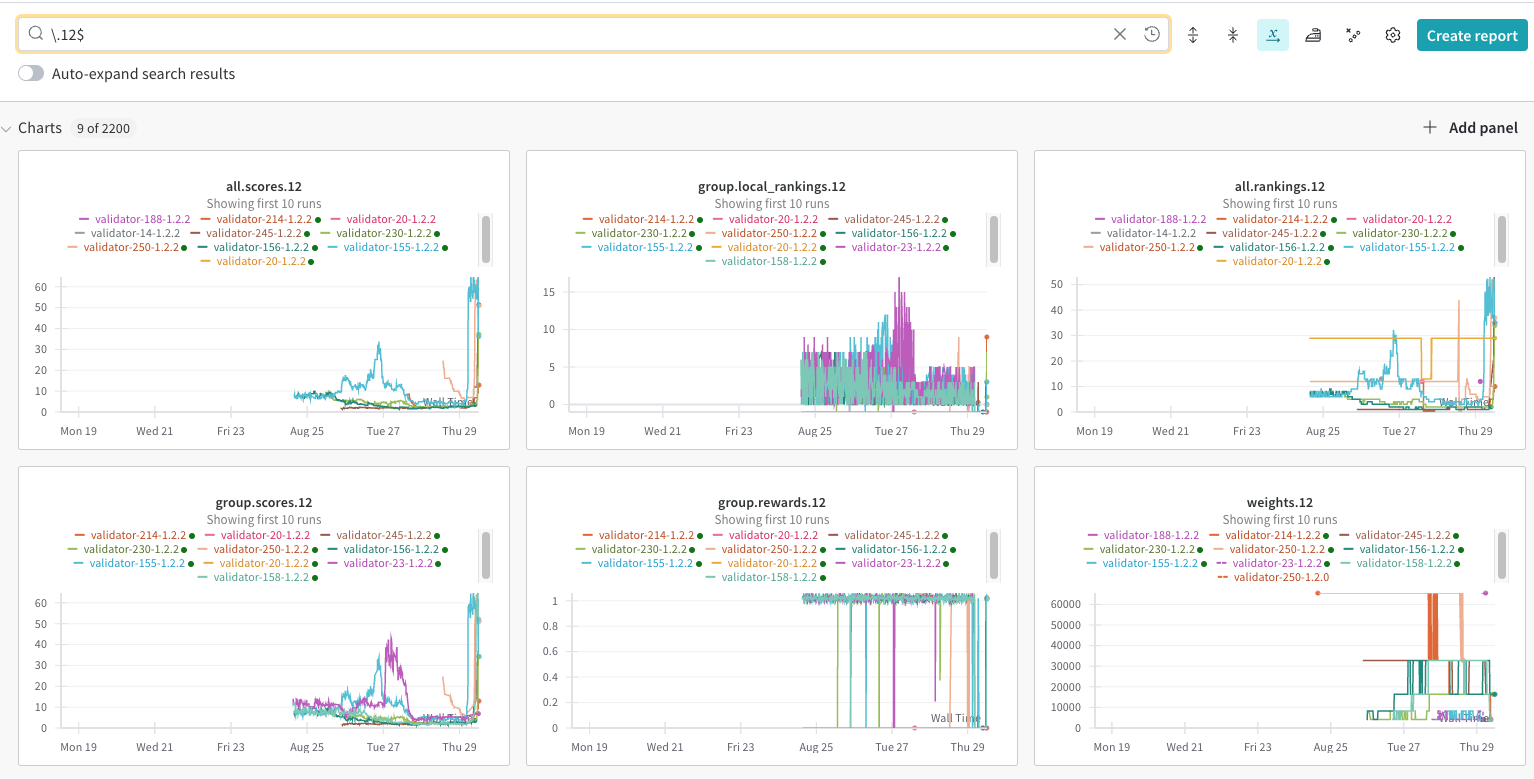 \.12$
Create report
Auto-expand search results
Charts 9 of 2200
Add panel
all.scores.12
Showing first 10 runs
validator-188-1.2.2 validator-214-1.2.2 validator-20-1.2.2
validator-14-1.2.2 validator-245-1.2.2 validator-230-1.2.2
validator-250-1.2.2 validator-156-1.2.2 validator-155-1.2.2
validator-20-1.2.2
60
50
40
30
20
10
0
Wall Time
Mon 19 Wed 21 Fri 23 Aug 25 Tue 27 Thu 29
group.local_rankings.12
Showing first 10 runs
validator-214-1.2.2 validator-20-1.2.2 validator-245-1.2.2
validator-230-1.2.2 validator-250-1.2.2 validator-156-1.2.2
validator-155-1.2.2 validator-20-1.2.2 validator-23-1.2.2
validator-158-1.2.2
15
10
5
0
Mon 19 Wed 21 Fri 23 Aug 25 Tue 27 Thu 29
all.rankings.12
Showing first 10 runs
validator-188-1.2.2 validator-214-1.2.2 validator-20-1.2.2
validator-14-1.2.2 validator-245-1.2.2 validator-230-1.2.2
validator-250-1.2.2 validator-156-1.2.2 validator-155-1.2.2
validator-20-1.2.2
50
40
30
20
10
0
Wall Time
Mon 19 Wed 21 Fri 23 Aug 25 Tue 27 Thu 29
group.scores.12
Showing first 10 runs
validator-214-1.2.2 validator-20-1.2.2 validator-245-1.2.2
validator-230-1.2.2 validator-250-1.2.2 validator-156-1.2.2
validator-155-1.2.2 validator-20-1.2.2 validator-23-1.2.2
validator-158-1.2.2
60
50
40
30
20
10
0
Wall Time
Mon 19 Wed 21 Fri 23 Aug 25 Tue 27 Thu 29
group.rewards.12
Showing first 10 runs
validator-214-1.2.2 validator-20-1.2.2 validator-245-1.2.2
validator-230-1.2.2 validator-250-1.2.2 validator-156-1.2.2
validator-155-1.2.2 validator-20-1.2.2 validator-23-1.2.2
validator-158-1.2.2
1
0.8
0.6
0.4
0.2
0
Wall Time
Mon 19 Wed 21 Fri 23 Aug 25 Tue 27 Thu 29
weights.12
Showing first 10 runs
validator-188-1.2.2 validator-214-1.2.2 validator-245-1.2.2
validator-230-1.2.2 validator-250-1.2.2 validator-156-1.2.2
validator-155-1.2.2 validator-23-1.2.2 validator-158-1.2.2
validator-250-1.2.0
60000
50000
40000
30000
20000
10000
0
Wall Time
Mon 19 Wed 21 Fri 23 Aug 25 Tue 27 Thu 29